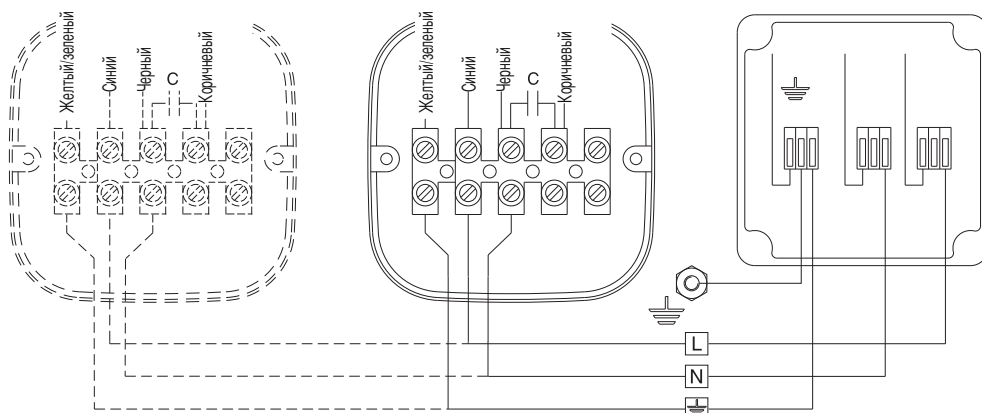 Желтый/зеленый
Синий
Черный
C
Коричневый
Желтый/зеленый
Синий
Черный
C
Коричневый
L
N